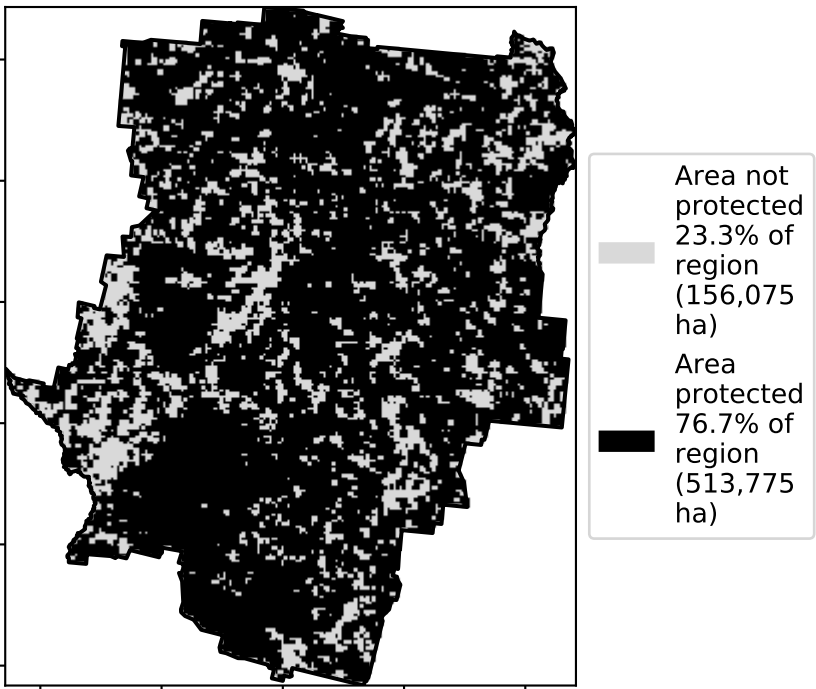 Area not
protected
23.3% of
region
(156,075
ha)
Area
protected
76.7% of
region
(513,775
ha)